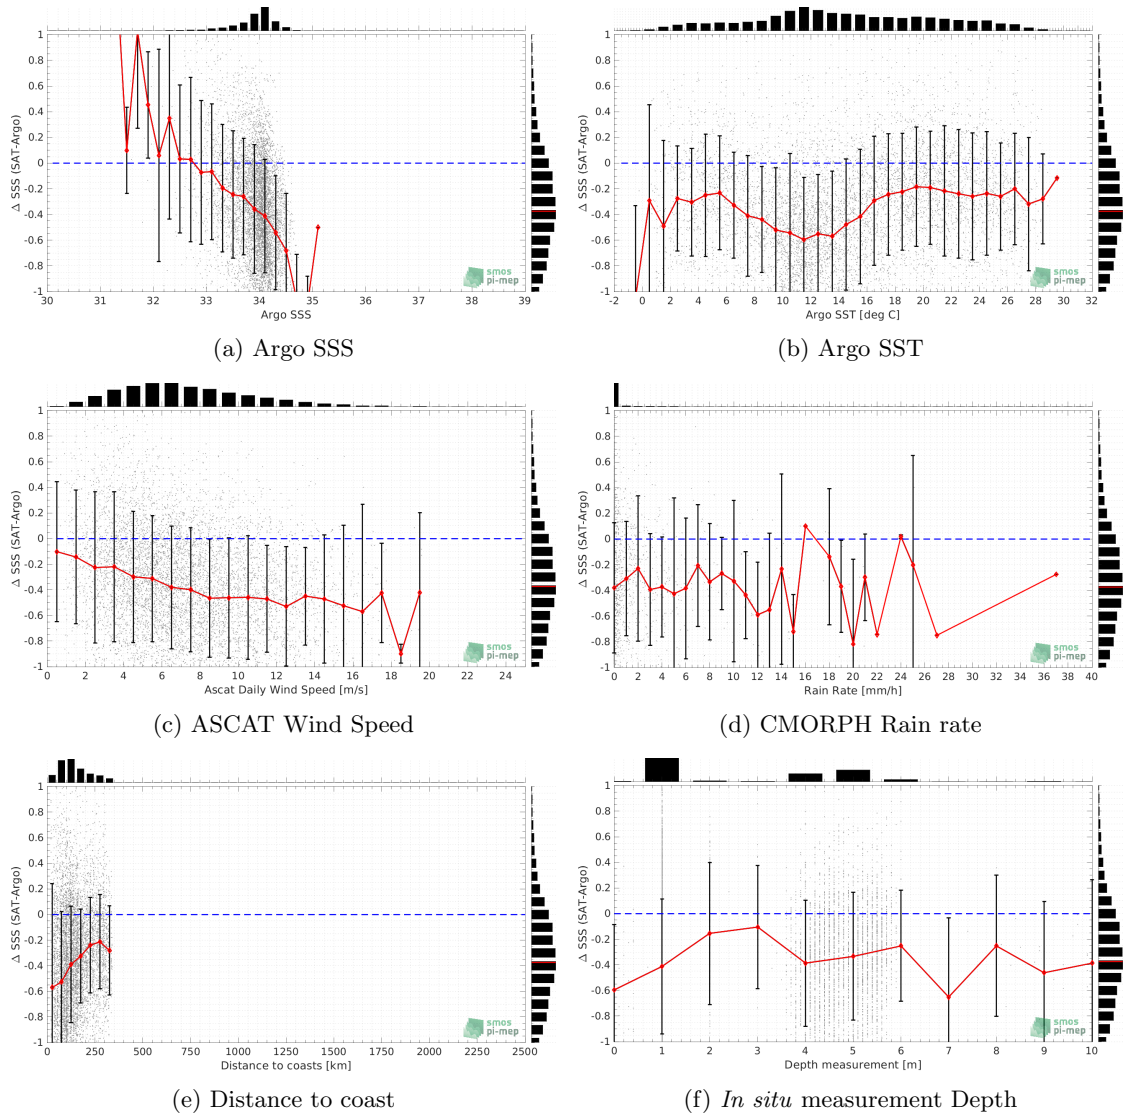 1
0.8
0.6
0.4
0.2
0
-0.2
-0.4
-0.6
-0.8
-1
Δ SSS (SAT-Argo)
30 31 32 33 34 35 36 37 38 39
Argo SSS
smos
pi-mep
(a) Argo SSS
1
0.8
0.6
0.4
0.2
0
-0.2
-0.4
-0.6
-0.8
-1
Δ SSS (SAT-Argo)
-2 0 2 4 6 8 10 12 14 16 18 20 22 24 26 28 30 32
Argo SST [deg C]
smos
pi-mep
(b) Argo SST
1
0.8
0.6
0.4
0.2
0
-0.2
-0.4
-0.6
-0.8
-1
Δ SSS (SAT-Argo)
0 2 4 6 8 10 12 14 16 18 20 22 24
Ascat Daily Wind Speed [m/s]
smos
pi-mep
(c) ASCAT Wind Speed
1
0.8
0.6
0.4
0.2
0
-0.2
-0.4
-0.6
-0.8
-1
Δ SSS (SAT-Argo)
0 2 4 6 8 10 12 14 16 18 20 22 24 26 28 30 32 34 36 38 40
Rain Rate [mm/h]
smos
pi-mep
(d) CMORPH Rain rate
1
0.8
0.6
0.4
0.2
0
-0.2
-0.4
-0.6
-0.8
-1
Δ SSS (SAT-Argo)
0 250 500 750 1000 1250 1500 1750 2000 2250 2500
Distance to coasts [km]
smos
pi-mep
(e) Distance to coast
1
0.8
0.6
0.4
0.2
0
-0.2
-0.4
-0.6
-0.8
-1
Δ SSS (SAT-Argo)
0 1 2 3 4 5 6 7 8 9 10
Depth measurement [m]
smos
pi-mep
(f) In situ measurement Depth